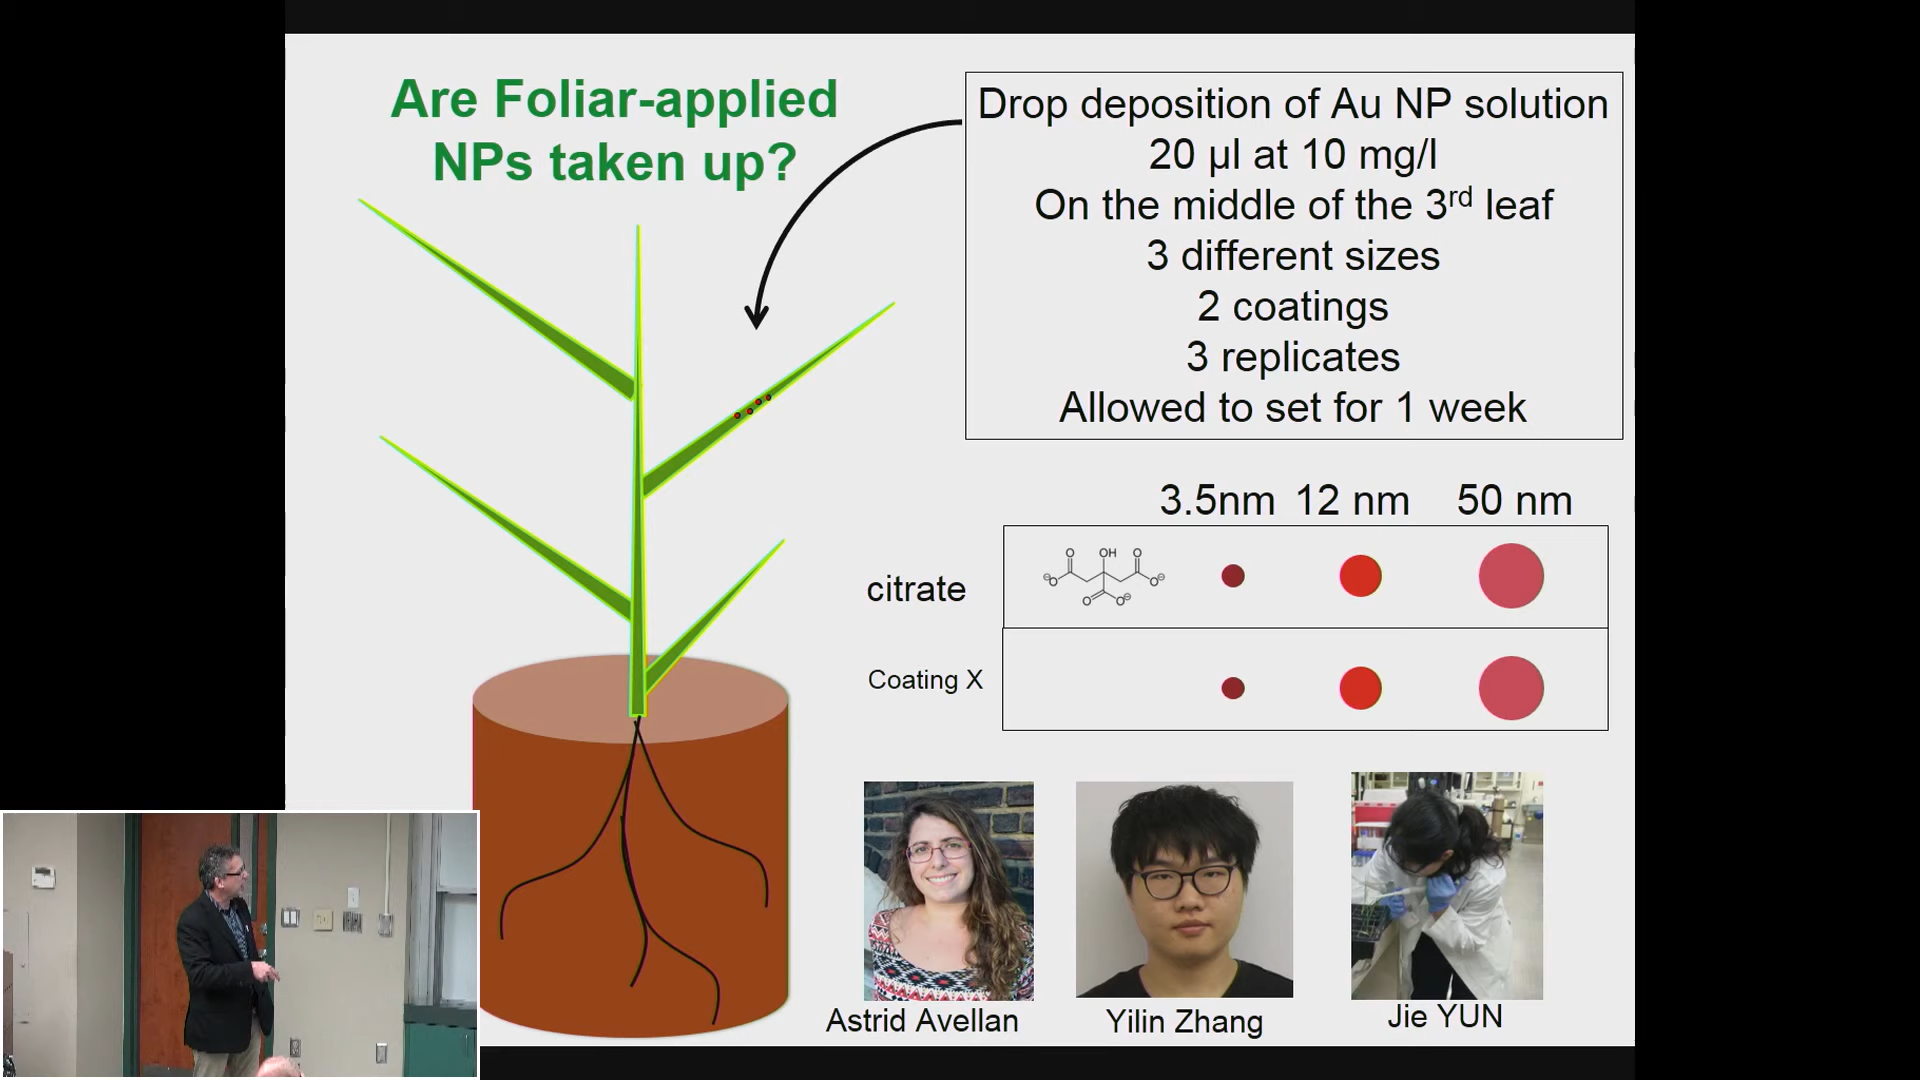 Are Foliar-applied
NPs taken up?
Drop deposition of Au NP solution
20 µl at 10 mg/l
On the middle of the 3rd leaf
3 different sizes
2 coatings
3 replicates
Allowed to set for 1 week
3.5nm 12 nm 50 nm
citrate
O OH O
⊖O O⊖
O O⊖
Coating X
Astrid Avellan
Yilin Zhang
Jie YUN